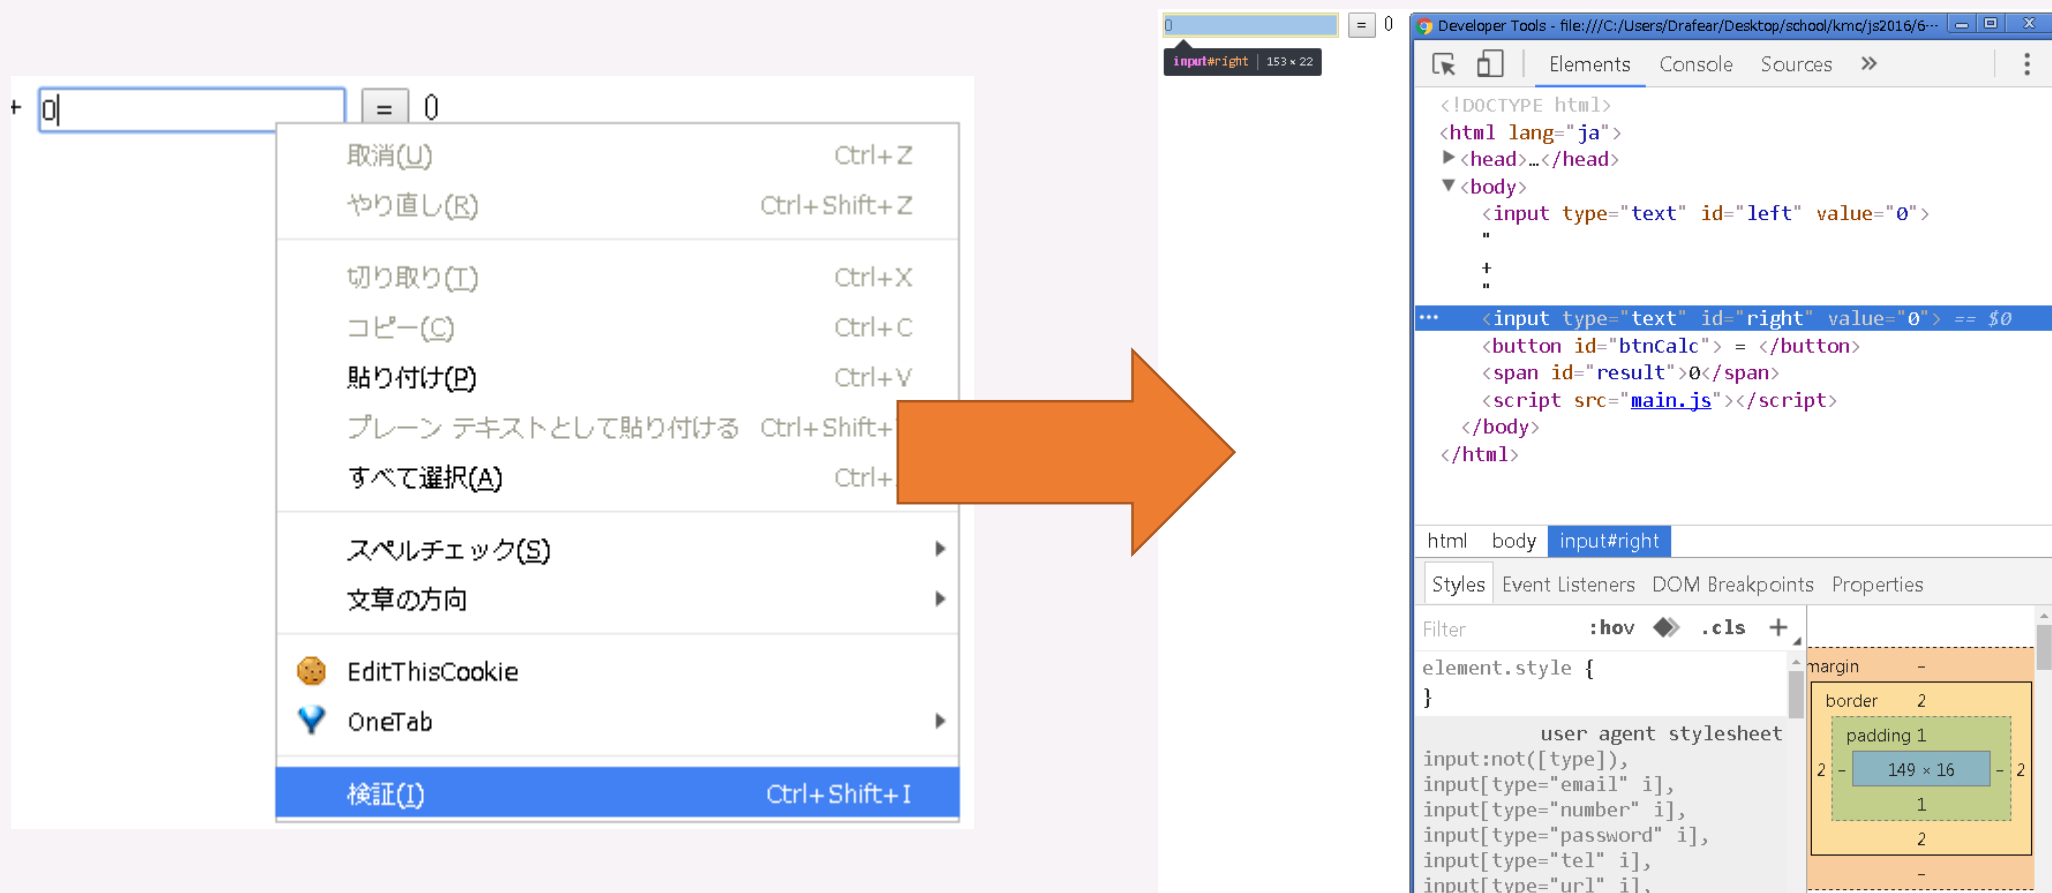 + 0 = 0
取消(U) Ctrl+Z
やり直し(R) Ctrl+Shift+Z
切り取り(T) Ctrl+X
コピー(C) Ctrl+C
貼り付け(P) Ctrl+V
プレーン テキストとして貼り付ける Ctrl+Shift+
すべて選択(A) Ctrl+
スペルチェック(S)
文章の方向
EditThisCookie
OneTab
検証(I) Ctrl+Shift+I
0 = 0
input#right 153 × 22
Developer Tools - file:///C:/Users/Drafear/Desktop/school/kmc/js2016/6…
Elements Console Sources »
<!DOCTYPE html>
<html lang="ja">
<head>…</head>
<body>
<input type="text" id="left" value="0">
"
+
"
… <input type="text" id="right" value="0"> == $0
<button id="btnCalc"> = </button>
<span id="result">0</span>
<script src="main.js"></script>
</body>
</html>
html body input#right
Styles Event Listeners DOM Breakpoints Properties
Filter :hov .cls +
element.style {
}
user agent stylesheet
input:not([type]),
input[type="email" i],
input[type="number" i],
input[type="password" i],
input[type="tel" i],
input[type="url" i],
margin -
border 2
padding 1
2 - 149 × 16 - 2
1
2
-